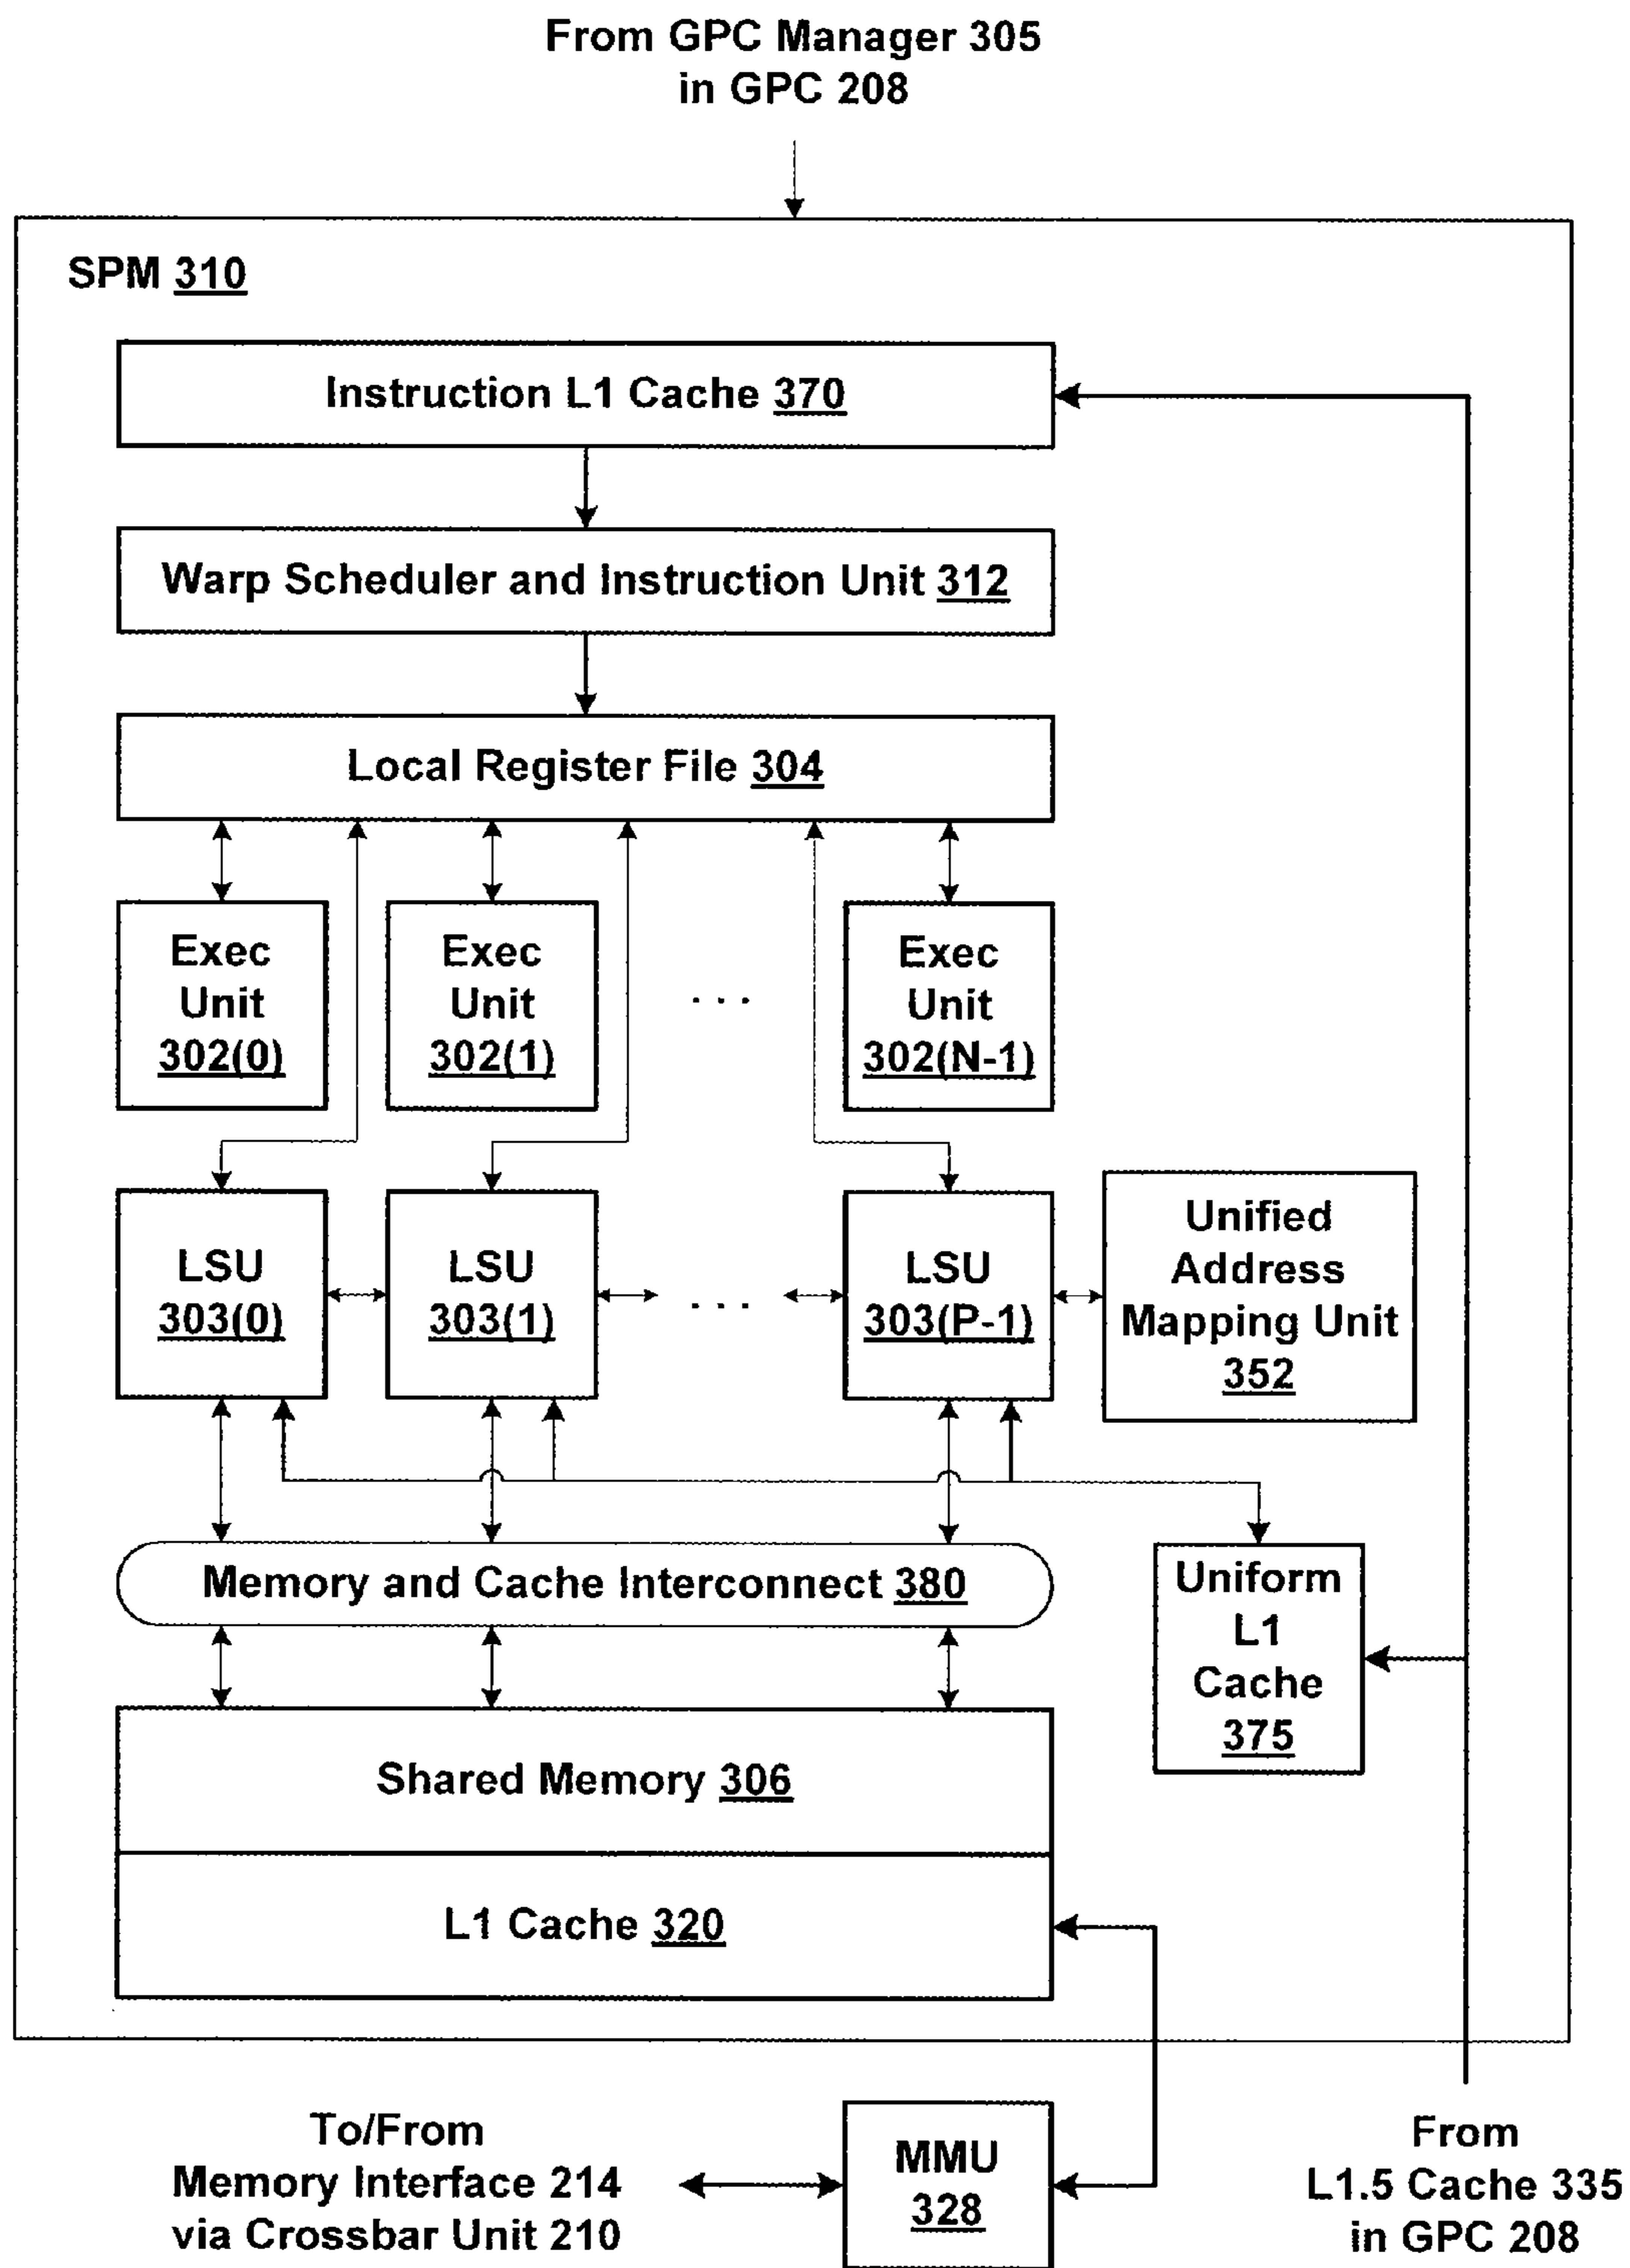 From GPC Manager 305
in GPC 208
SPM 310
Instruction L1 Cache 370
Warp Scheduler and Instruction Unit 312
Local Register File 304
Exec
Unit
302(0)
Exec
Unit
302(1)
. . .
Exec
Unit
302(N-1)
LSU
303(0)
LSU
303(1)
. . .
LSU
303(P-1)
Unified
Address
Mapping Unit
352
Memory and Cache Interconnect 380
Uniform
L1
Cache
375
Shared Memory 306
L1 Cache 320
To/From
Memory Interface 214
via Crossbar Unit 210
MMU
328
From
L1.5 Cache 335
in GPC 208